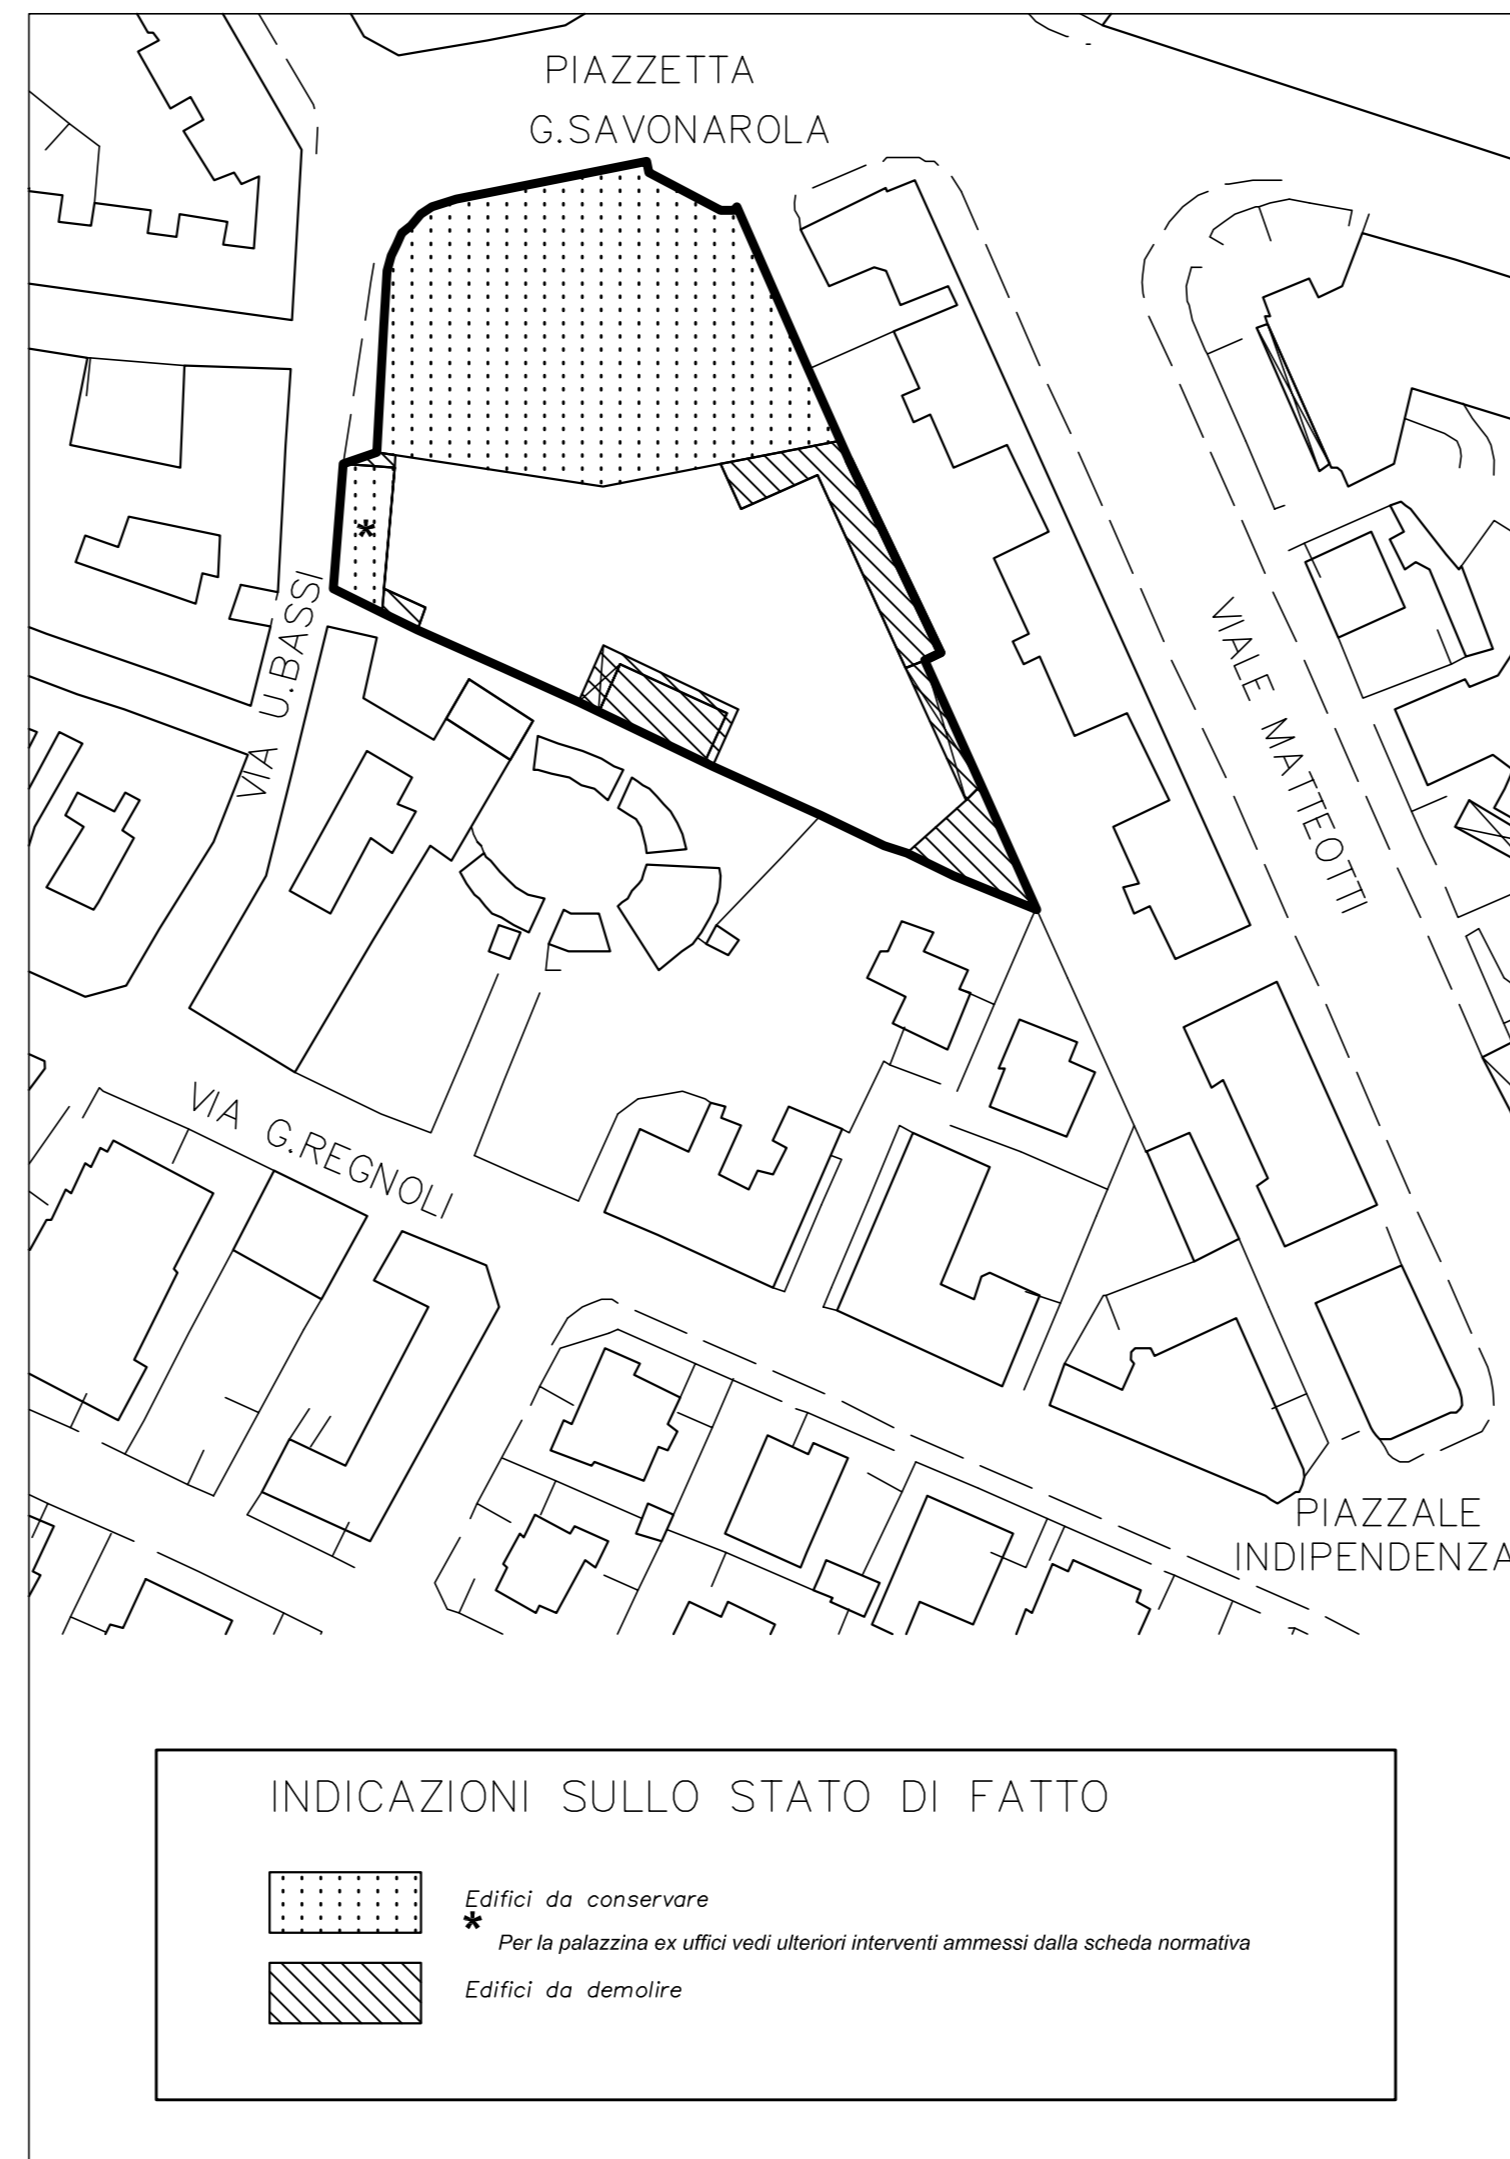 PIAZZETTA
G.SAVONAROLA
*
VIA U.BASSI
VIALE MATTEOTTI
VIA G.REGNOLI
PIAZZALE
INDIPENDENZA
INDICAZIONI SULLO STATO DI FATTO
Edifici da conservare
* Per la palazzina ex uffici vedi ulteriori interventi ammessi dalla scheda normativa
Edifici da demolire